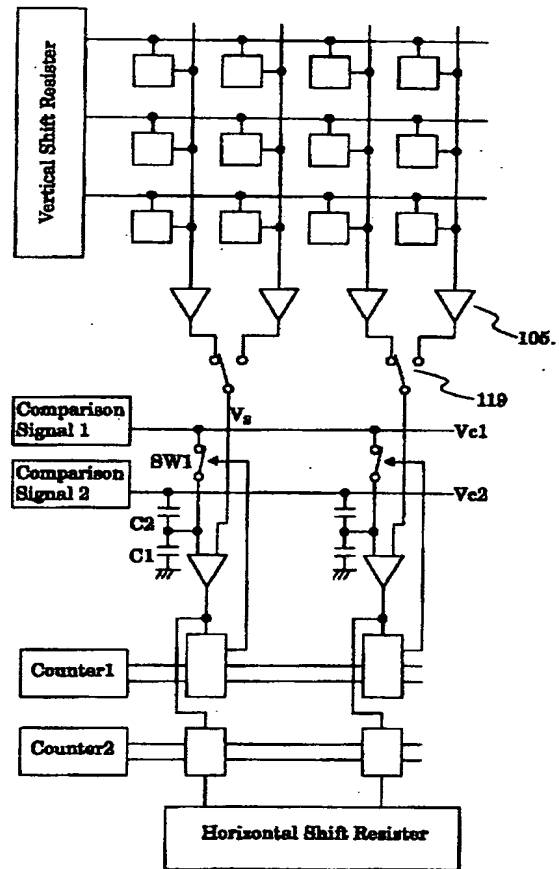 Vertical Shift Resister
105.
119
Comparison
Signal 1
Vs
Vc1
SW1
Comparison
Signal 2
Vc2
C2
C1
Counter1
Counter2
Horizontal Shift Resister